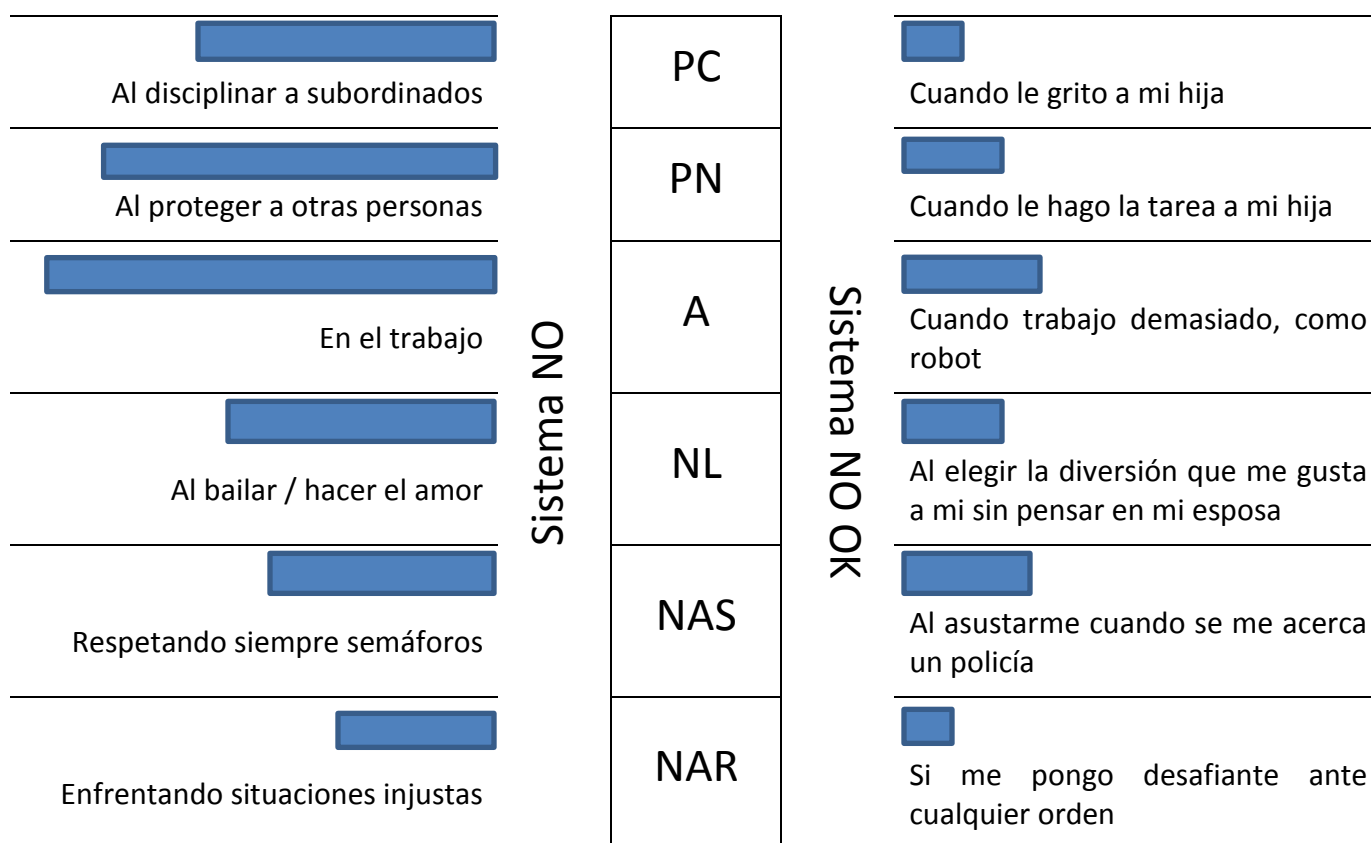 Al disciplinar a subordinados
PC
Cuando le grito a mi hija
Al proteger a otras personas
PN
Cuando le hago la tarea a mi hija
En el trabajo
A
Cuando trabajo demasiado, como
robot
Sistema NO
Sistema NO OK
Al bailar / hacer el amor
NL
Al elegir la diversión que me gusta
a mi sin pensar en mi esposa
Respetando siempre semáforos
NAS
Al asustarme cuando se me acerca
un policía
Enfrentando situaciones injustas
NAR
Si me pongo desafiante ante
cualquier orden